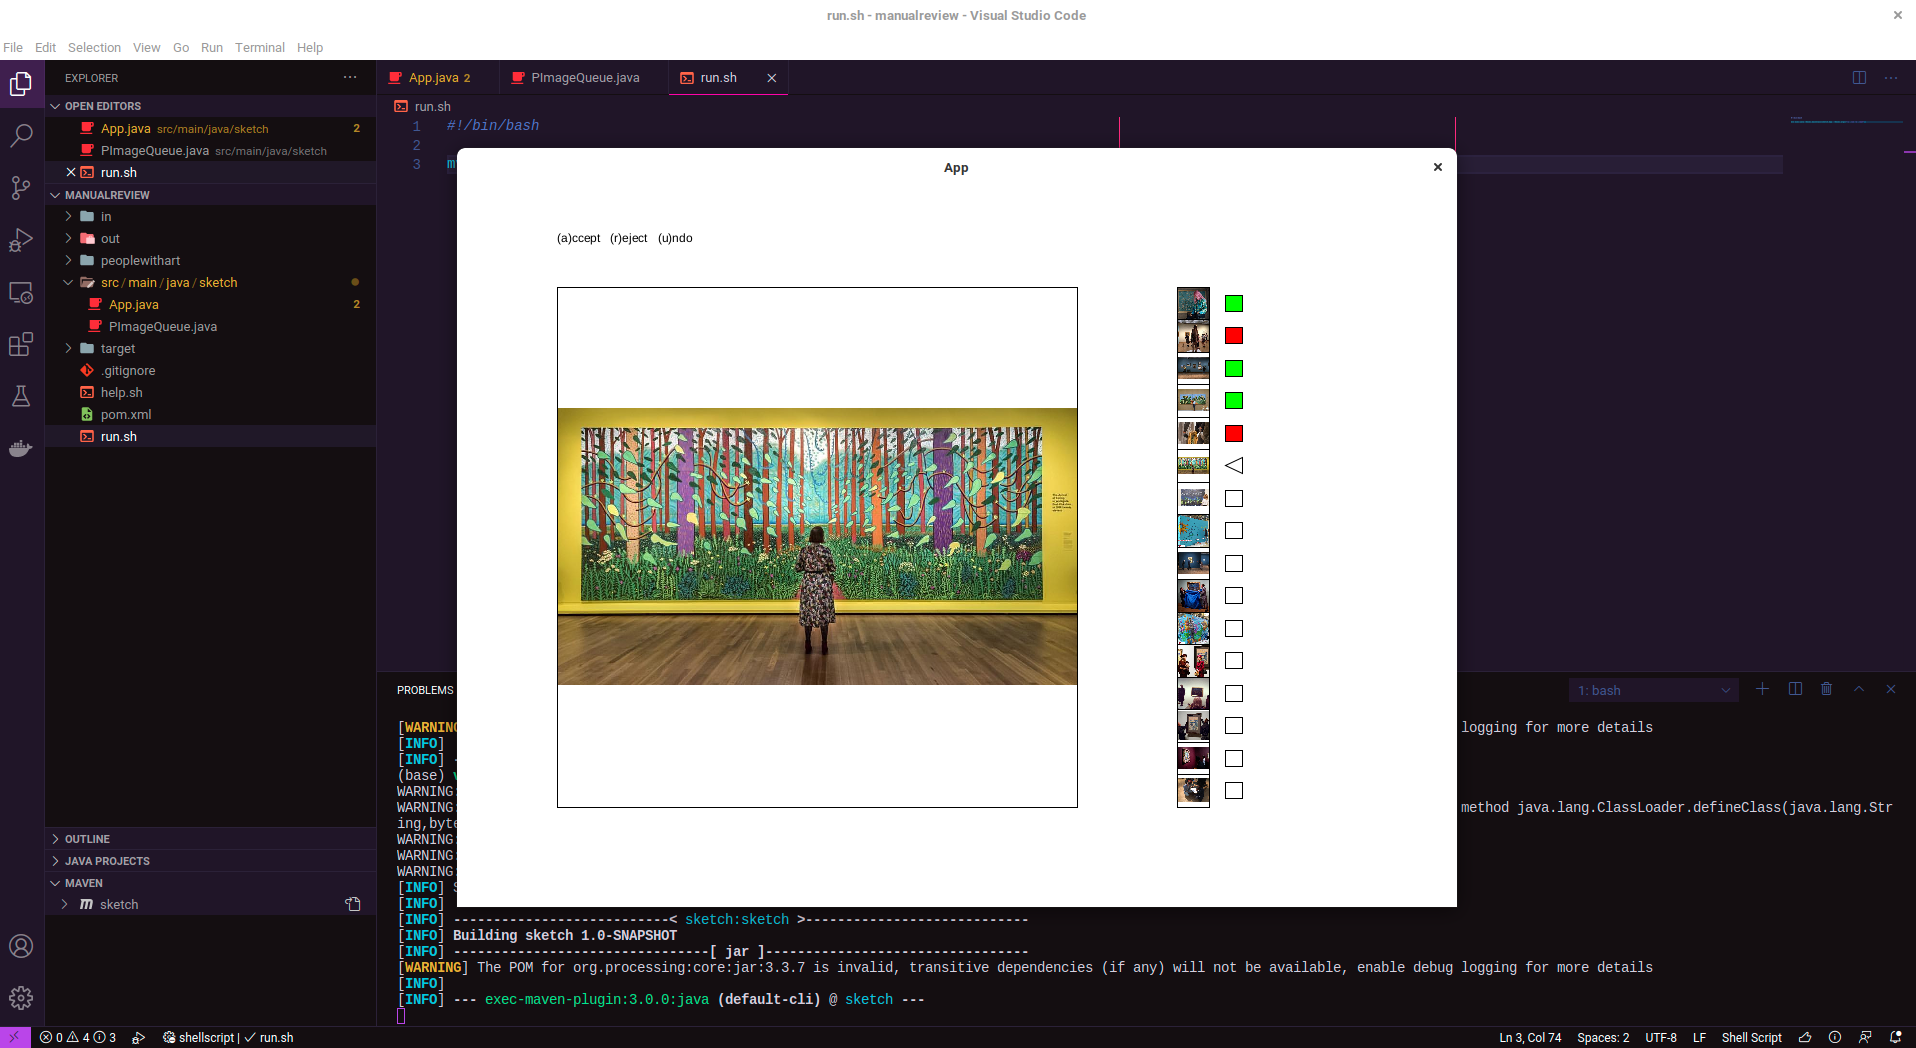 run.sh - manualreview - Visual Studio Code
File Edit Selection View Go Run Terminal Help
EXPLORER
OPEN EDITORS
App.java src/main/java/sketch 2
PImageQueue.java src/main/java/sketch
run.sh
MANUALREVIEW
in
out
peoplewithart
src / main / java / sketch
App.java 2
PImageQueue.java
target
.gitignore
help.sh
pom.xml
run.sh
OUTLINE
JAVA PROJECTS
MAVEN
sketch
App.java 2 PImageQueue.java run.sh
run.sh
1 #!/bin/bash
2
3 m
App
(a)ccept (r)eject (u)ndo
PROBLEMS
1: bash
[WARNING logging for more details
[INFO]
[INFO] -
(base)
WARNING:
WARNING: method java.lang.ClassLoader.defineClass(java.lang.Str
ing,byte
WARNING:
WARNING:
WARNING:
[INFO] S
[INFO]
[INFO] ---------------------------< sketch:sketch >----------------------------
[INFO] Building sketch 1.0-SNAPSHOT
[INFO] --------------------------------[ jar ]---------------------------------
[WARNING] The POM for org.processing:core:jar:3.3.7 is invalid, transitive dependencies (if any) will not be available, enable debug logging for more details
[INFO]
[INFO] --- exec-maven-plugin:3.0.0:java (default-cli) @ sketch ---
0 4 3 shellscript | run.sh Ln 3, Col 74 Spaces: 2 UTF-8 LF Shell Script